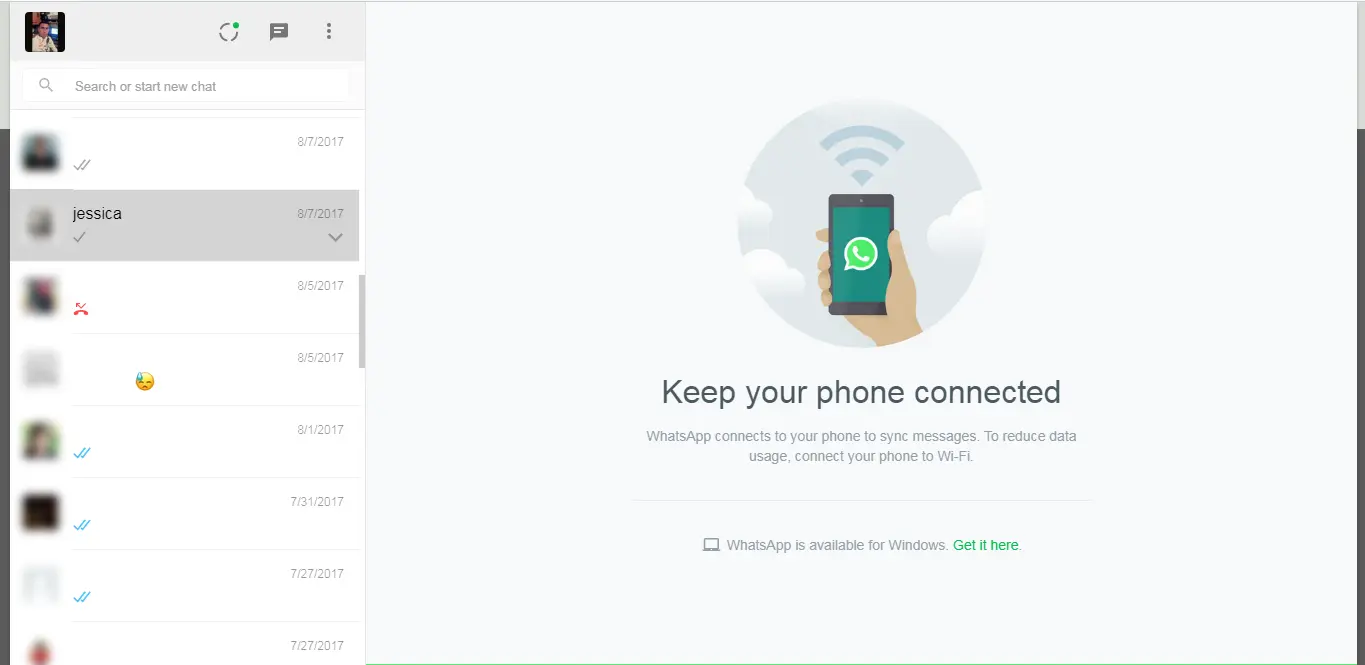 Search or start new chat
8/7/2017
jessica
8/7/2017
8/5/2017
8/5/2017
8/1/2017
7/31/2017
7/27/2017
7/27/2017
Keep your phone connected
WhatsApp connects to your phone to sync messages. To reduce data
usage, connect your phone to Wi-Fi.
WhatsApp is available for Windows. Get it here.